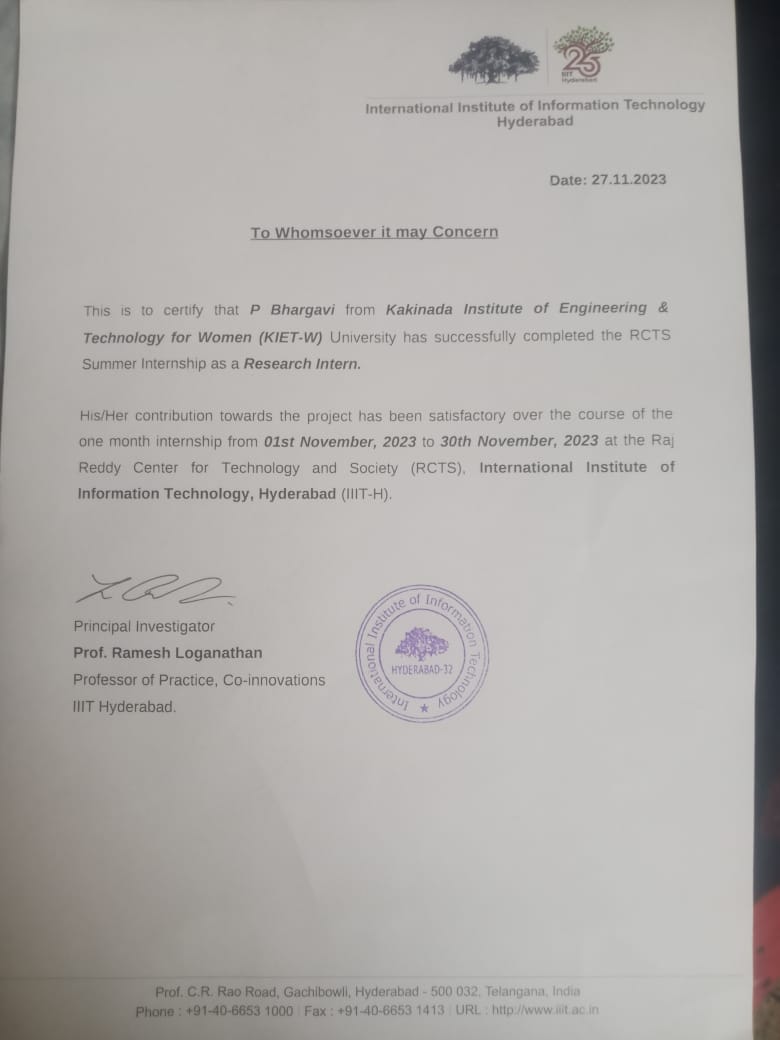 25
IIIT
Hyderabad
International Institute of Information Technology
Hyderabad
Date: 27.11.2023
To Whomsoever it may Concern
This is to certify that P Bhargavi from Kakinada Institute of Engineering &
Technology for Women (KIET-W) University has successfully completed the RCTS
Summer Internship as a Research Intern.
His/Her contribution towards the project has been satisfactory over the course of the
one month internship from 01st November, 2023 to 30th November, 2023 at the Raj
Reddy Center for Technology and Society (RCTS), International Institute of
Information Technology, Hyderabad (IIIT-H).
Principal Investigator
Prof. Ramesh Loganathan
Professor of Practice, Co-innovations
IIIT Hyderabad.
International Institute of Information Technology
HYDERABAD-32
Prof. C.R. Rao Road, Gachibowli, Hyderabad - 500 032, Telangana, India
Phone : +91-40-6653 1000 | Fax : +91-40-6653 1413 | URL : http://www.iiit.ac.in